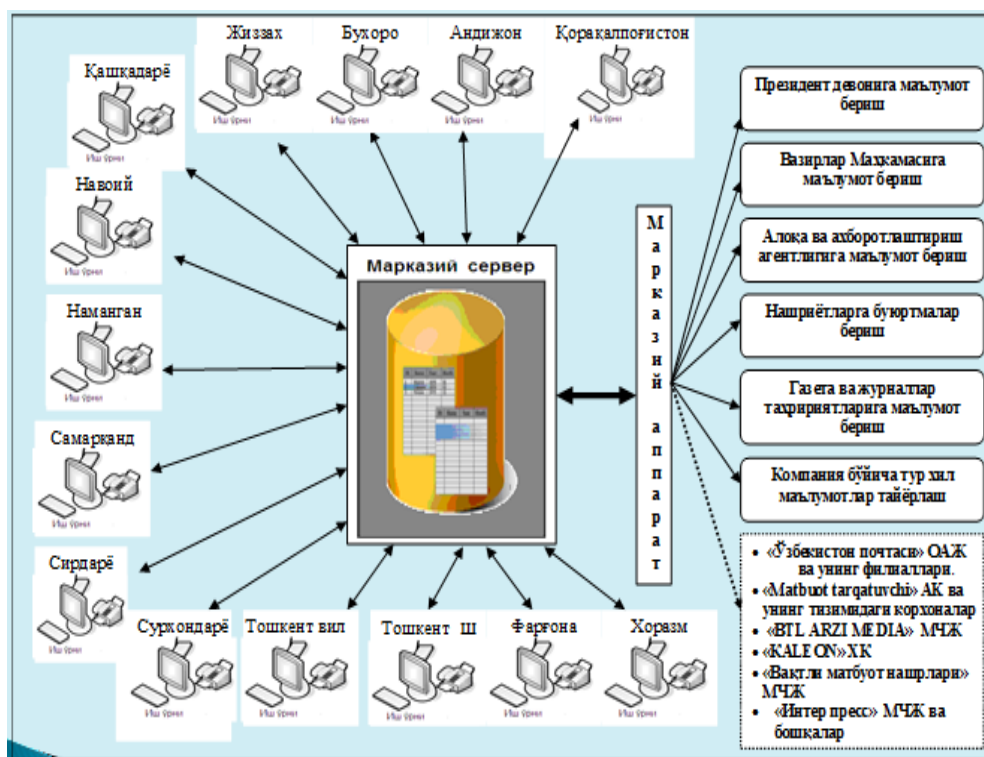 Жиззах
Бухоро
Андижон
Қорақалпоғистон
Иш ўрни
Иш ўрни
Иш ўрни
Иш ўрни
Қашқадарё
Иш ўрни
Навоий
Иш ўрни
Наманган
Иш ўрни
Самарқанд
Иш ўрни
Сирдарё
Иш ўрни
Сурхондарё
Иш ўрни
Тошкент вил
Иш ўрни
Тошкент Ш
Иш ўрни
Фарғона
Иш ўрни
Хоразм
Иш ўрни
Марказий сервер
Марказий аппарат
Президент девонига маълумот
бериш
Вазирлар Маҳкамасига
маълумот бериш
Алоқа ва ахборотлаштириш
агентлигига маълумот бериш
Нашриётларга буюртмалар
бериш
Газета ва журналлар
таҳририятларига маълумот
бериш
Компания бўйича тур хил
маълумотлар тайёрлаш
• «Ўзбекистон почтаси» ОАЖ
ва унинг филиаллари.
• «Matbuot tarqatuvchi» АК ва
унинг тизимидаги корхоналар
• «BTL ARZI MEDIA» МЧЖ
• «KALEON» ХК
• «Вақтли матбуот нашрлари»
МЧЖ
• «Интер пресс» МЧЖ ва
бошқалар